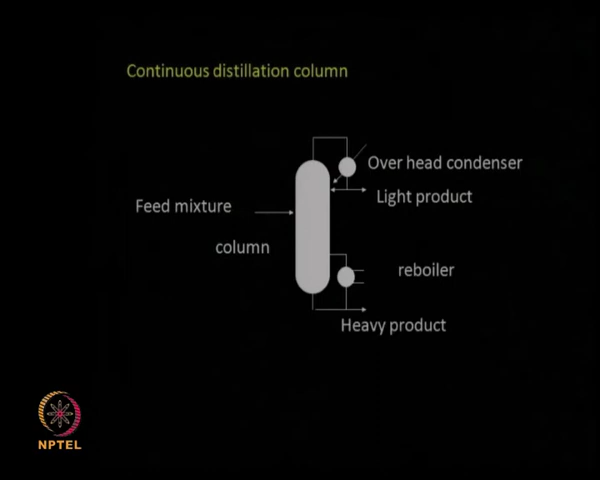 Continuous distillation column
Over head condenser
Light product
Feed mixture
column
reboiler
Heavy product
NPTEL